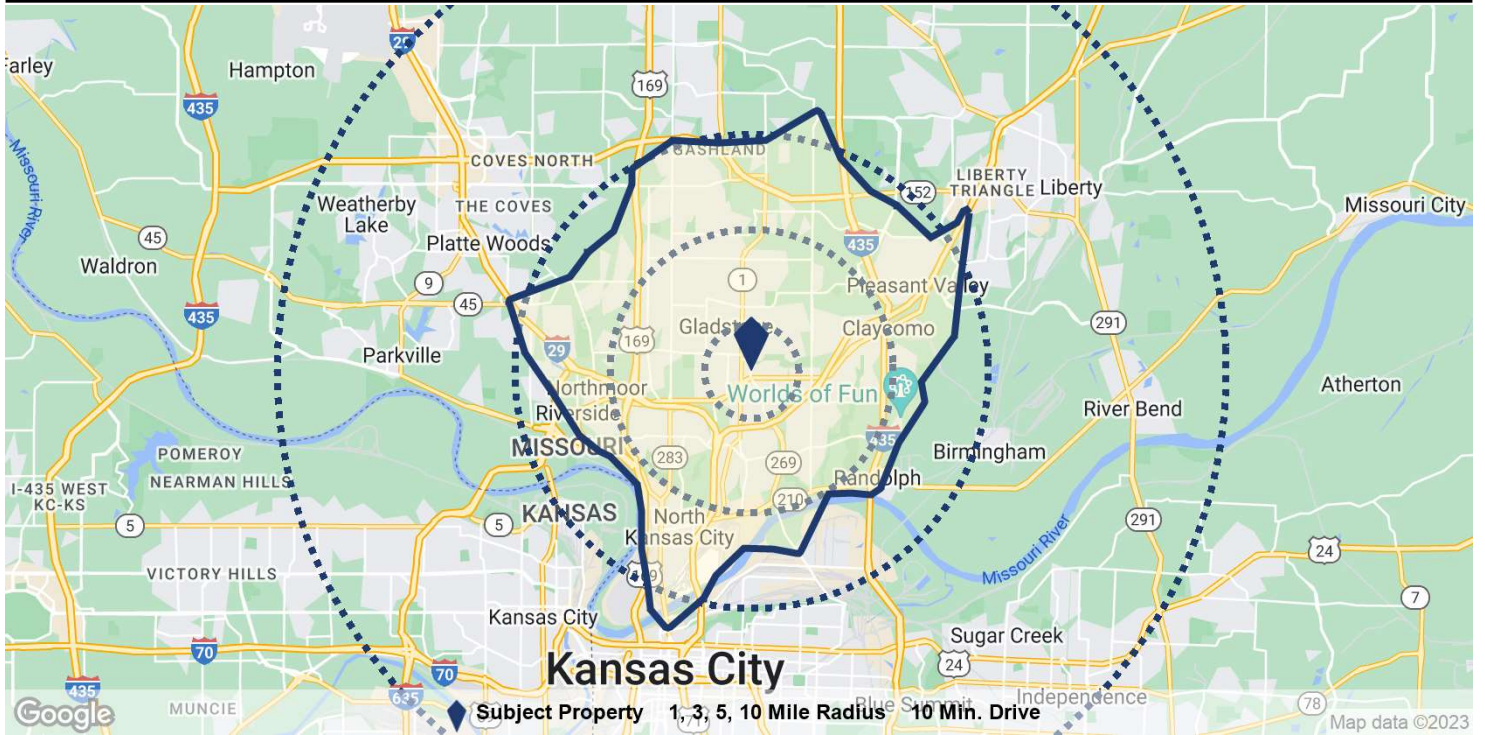 29
Farley
Hampton
435
169
COVES NORTH
GASHLAND
LIBERTY
TRIANGLE
Liberty
152
Missouri River
Weatherby
Lake
THE COVES
Missouri City
45
Platte Woods
435
Waldron
9
1
Pleasant Valley
45
435
Gladstone
Claycomo
291
169
29
Parkville
Atherton
Northmoor
Worlds of Fun
River Bend
Riverside
MISSOURI
435
POMEROY
283
269
Birmingham
NEARMAN HILLS
Randolph
I-435 WEST
KC-KS
210
5
5
KANSAS
North
Kansas City
291
24
Missouri River
VICTORY HILLS
169
7
Kansas City
Sugar Creek
70
24
70
Kansas City
435
635
Independence
Blue Summit
78
Google
MUNCIE
Subject Property 1, 3, 5, 10 Mile Radius 10 Min. Drive
Map data ©2023